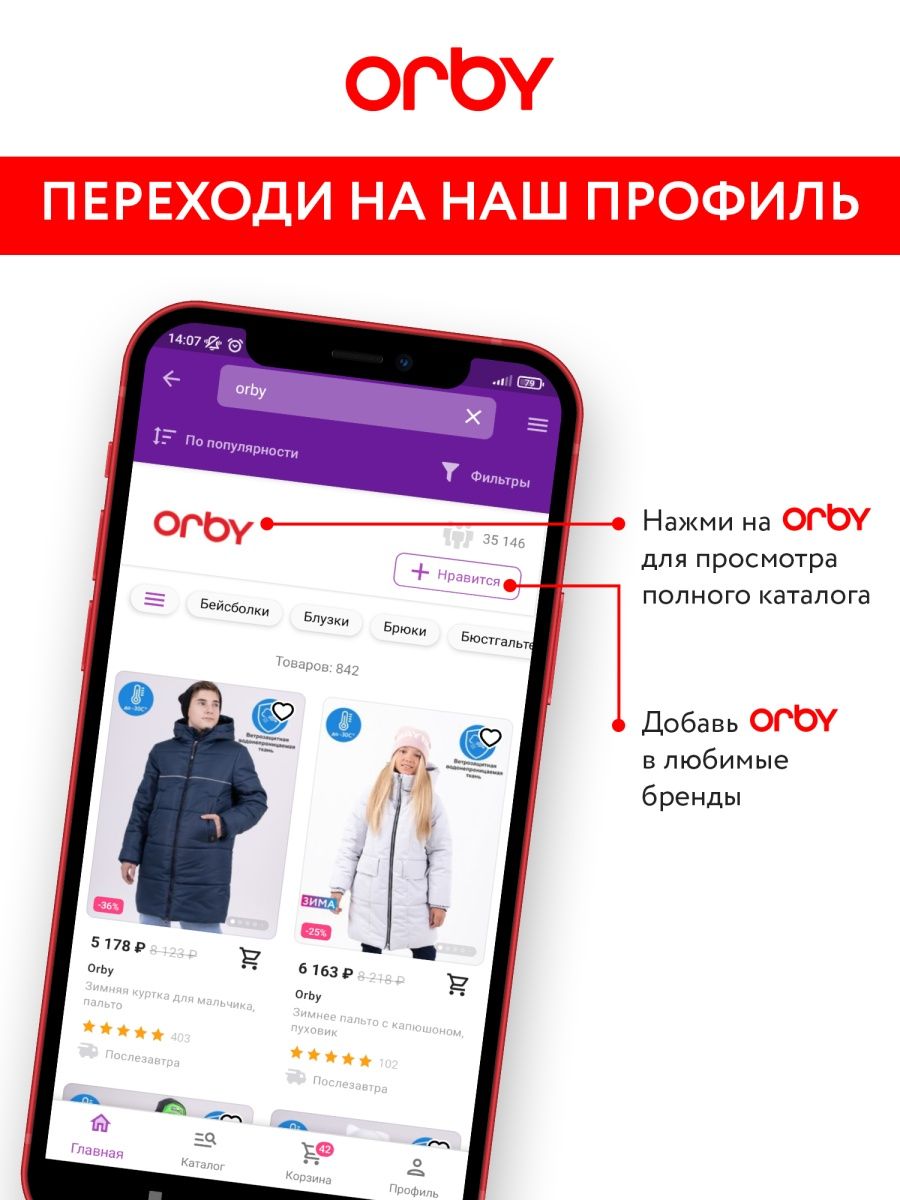 orby
ПЕРЕХОДИ НА НАШ ПРОФИЛЬ
14:07
79
orby
По популярности
Фильтры
orby
35 146
+ Нравится
Бейсболки
Блузки
Брюки
Бюстгальте
Товаров: 842
до -30С°
Ветрозащитная
водонепроницаемая
ткань
-36%
5 178 ₽ 8 123 ₽
Orby
Зимняя куртка для мальчика,
пальто
403
Послезавтра
до -30С°
Ветрозащитная
водонепроницаемая
ткань
ЗИМА
-25%
6 163 ₽ 8 218 ₽
Orby
Зимнее пальто с капюшоном,
пуховик
102
Послезавтра
Главная
Каталог
42
Корзина
Профиль
Нажми на orby
для просмотра
полного каталога
Добавь orby
в любимые
бренды